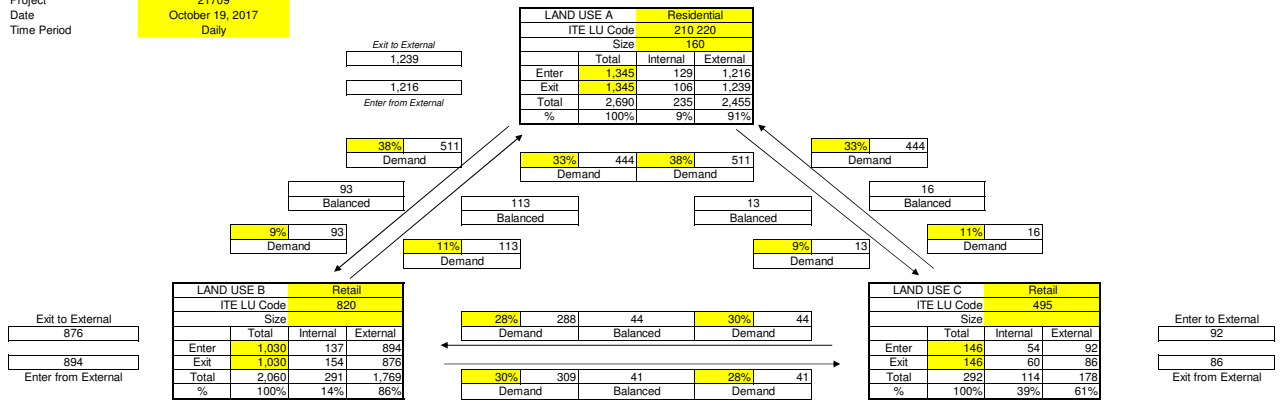 Project 21709
Date October 19, 2017
Time Period Daily
LAND USE A Residential
ITE LU Code 210 220
Size 160
Total Internal External
Enter 1,345 129 1,216
Exit 1,345 106 1,239
Total 2,690 235 2,455
% 100% 9% 91%
Exit to External
1,239
1,216
Enter from External
38% 511
Demand
33% 444 38% 511
Demand Demand
33% 444
Demand
93
Balanced
113
Balanced
13
Balanced
16
Balanced
9% 93
Demand
11% 113
Demand
9% 13
Demand
11% 16
Demand
LAND USE B Retail
ITE LU Code 820
Size
Total Internal External
Enter 1,030 137 894
Exit 1,030 154 876
Total 2,060 291 1,769
% 100% 14% 86%
Exit to External
876
894
Enter from External
28% 288 44 30% 44
Demand Balanced Demand
30% 309 41 28% 41
Demand Balanced Demand
LAND USE C Retail
ITE LU Code 495
Size
Total Internal External
Enter 146 54 92
Exit 146 60 86
Total 292 114 178
% 100% 39% 61%
Enter to External
92
86
Exit from External